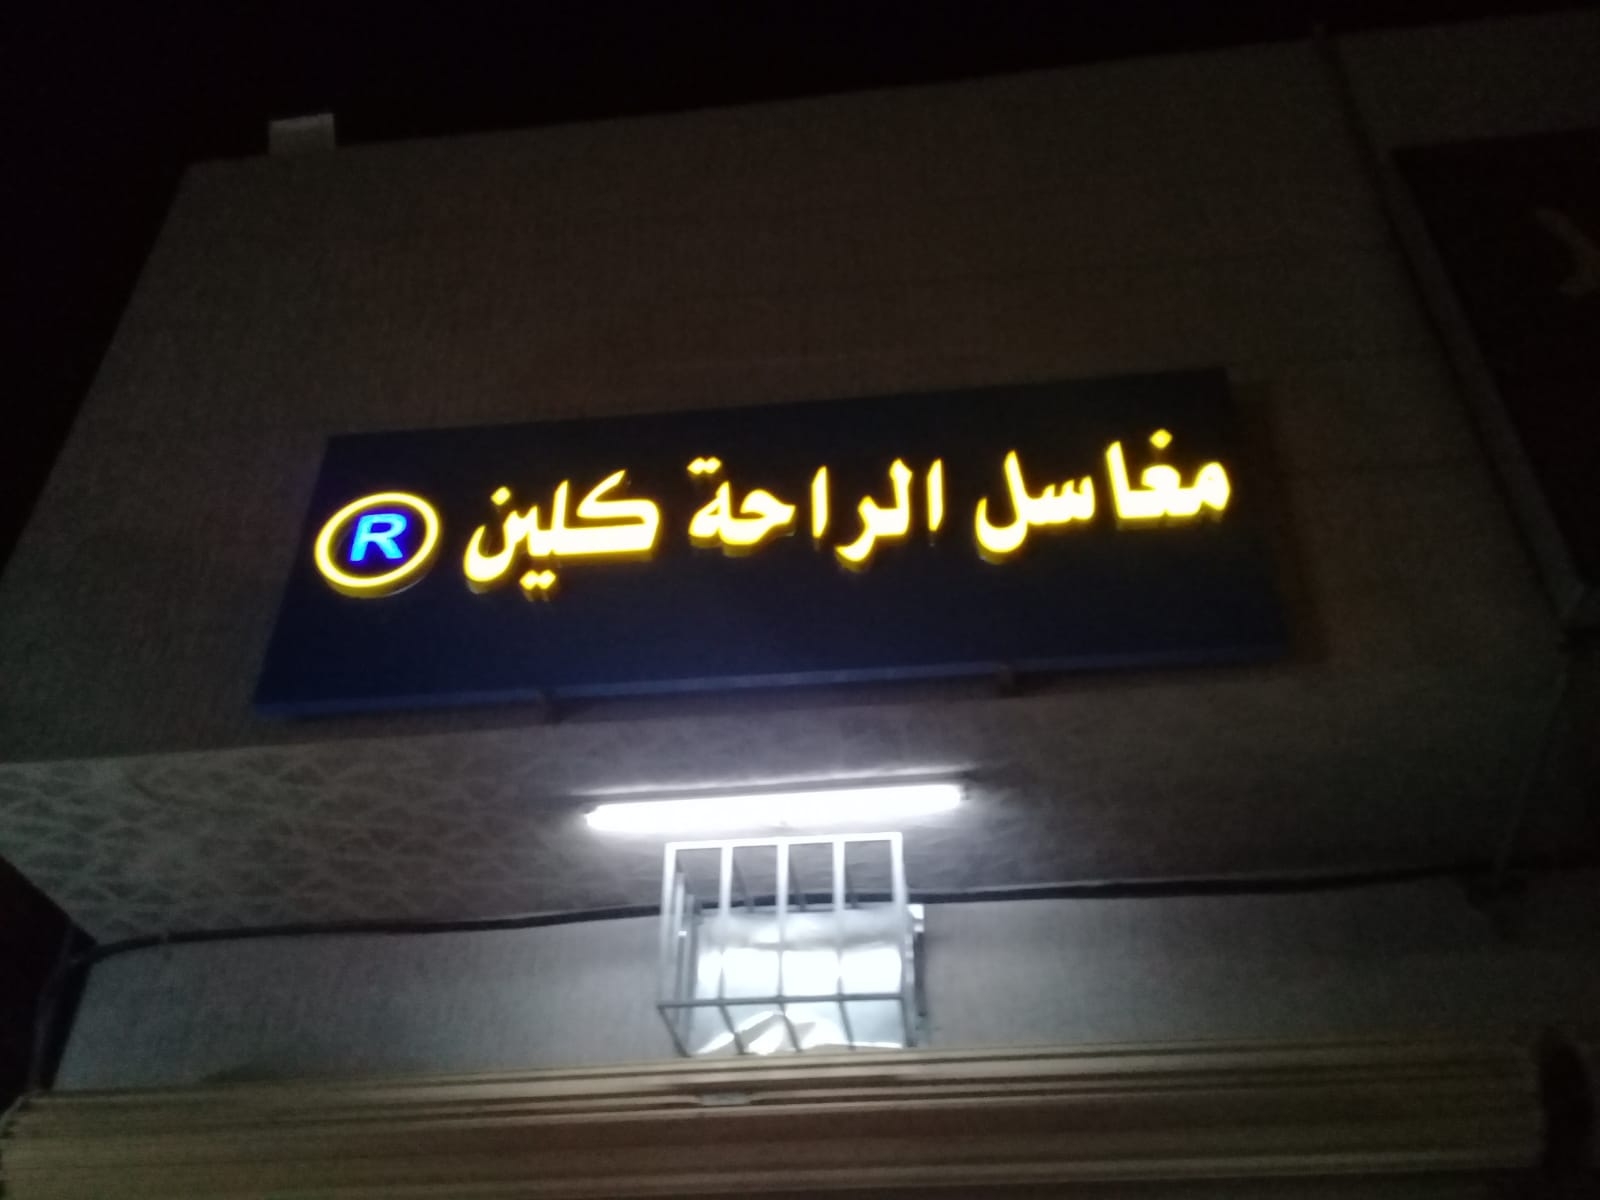 مغاسل الراحة كلين ®